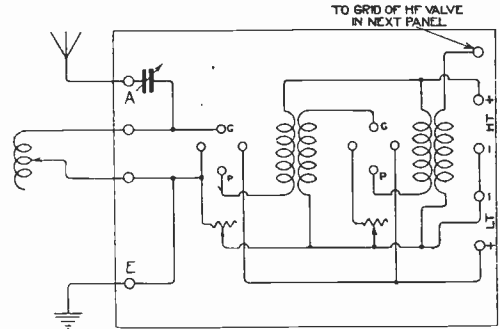 TO GRID OF HF VALVE
IN NEXT PANEL
A
G
G
+
HT
-
P
P
-
LT
+
E